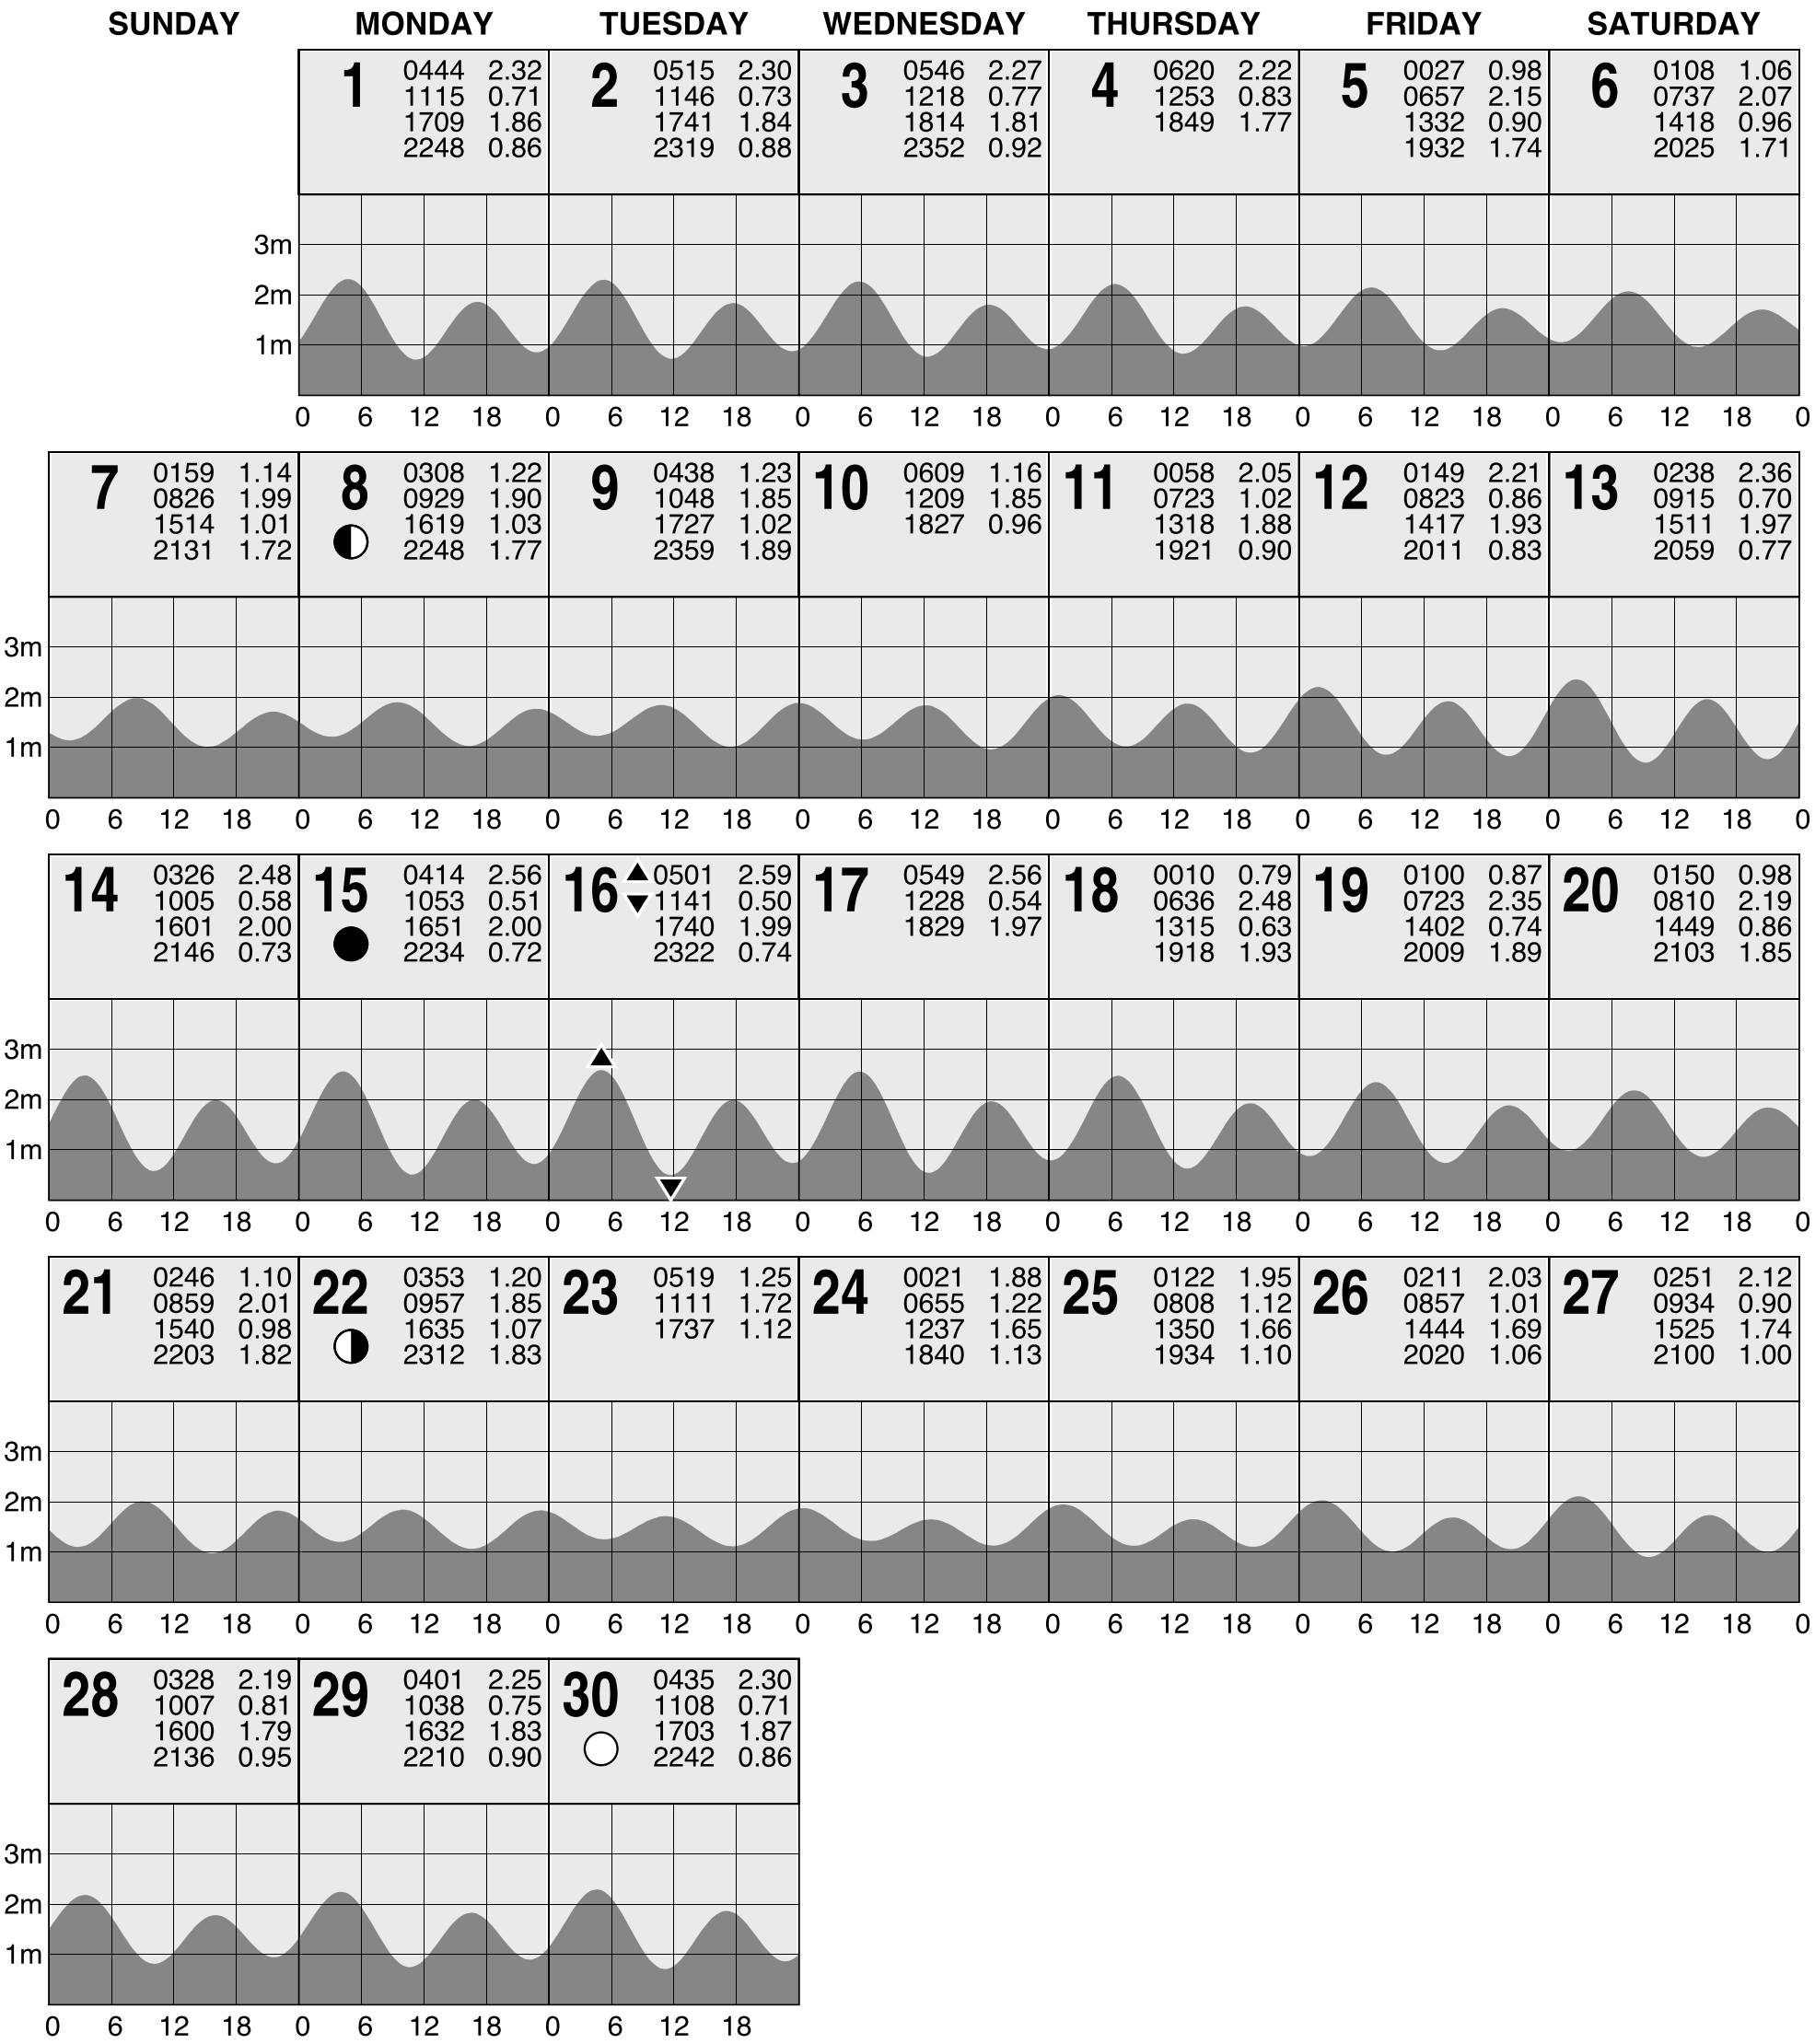 SUNDAY MONDAY TUESDAY WEDNESDAY THURSDAY FRIDAY SATURDAY
1 0444 2.32
1115 0.71
1709 1.86
2248 0.86
2 0515 2.30
1146 0.73
1741 1.84
2319 0.88
3 0546 2.27
1218 0.77
1814 1.81
2352 0.92
4 0620 2.22
1253 0.83
1849 1.77
5 0027 0.98
0657 2.15
1332 0.90
1932 1.74
6 0108 1.06
0737 2.07
1418 0.96
2025 1.71
3m
2m
1m
0 6 12 18 0 6 12 18 0 6 12 18 0 6 12 18 0 6 12 18 0 6 12 18 0
7 0159 1.14
0826 1.99
1514 1.01
2131 1.72
8 0308 1.22
0929 1.90
1619 1.03
2248 1.77
9 0438 1.23
1048 1.85
1727 1.02
2359 1.89
10 0609 1.16
1209 1.85
1827 0.96
11 0058 2.05
0723 1.02
1318 1.88
1921 0.90
12 0149 2.21
0823 0.86
1417 1.93
2011 0.83
13 0238 2.36
0915 0.70
1511 1.97
2059 0.77
3m
2m
1m
0 6 12 18 0 6 12 18 0 6 12 18 0 6 12 18 0 6 12 18 0 6 12 18 0 6 12 18 0
14 0326 2.48
1005 0.58
1601 2.00
2146 0.73
15 0414 2.56
1053 0.51
1651 2.00
2234 0.72
16 0501 2.59
1141 0.50
1740 1.99
2322 0.74
17 0549 2.56
1228 0.54
1829 1.97
18 0010 0.79
0636 2.48
1315 0.63
1918 1.93
19 0100 0.87
0723 2.35
1402 0.74
2009 1.89
20 0150 0.98
0810 2.19
1449 0.86
2103 1.85
3m
2m
1m
0 6 12 18 0 6 12 18 0 6 12 18 0 6 12 18 0 6 12 18 0 6 12 18 0 6 12 18 0
21 0246 1.10
0859 2.01
1540 0.98
2203 1.82
22 0353 1.20
0957 1.85
1635 1.07
2312 1.83
23 0519 1.25
1111 1.72
1737 1.12
24 0021 1.88
0655 1.22
1237 1.65
1840 1.13
25 0122 1.95
0808 1.12
1350 1.66
1934 1.10
26 0211 2.03
0857 1.01
1444 1.69
2020 1.06
27 0251 2.12
0934 0.90
1525 1.74
2100 1.00
3m
2m
1m
0 6 12 18 0 6 12 18 0 6 12 18 0 6 12 18 0 6 12 18 0 6 12 18 0 6 12 18 0
28 0328 2.19
1007 0.81
1600 1.79
2136 0.95
29 0401 2.25
1038 0.75
1632 1.83
2210 0.90
30 0435 2.30
1108 0.71
1703 1.87
2242 0.86
3m
2m
1m
0 6 12 18 0 6 12 18 0 6 12 18